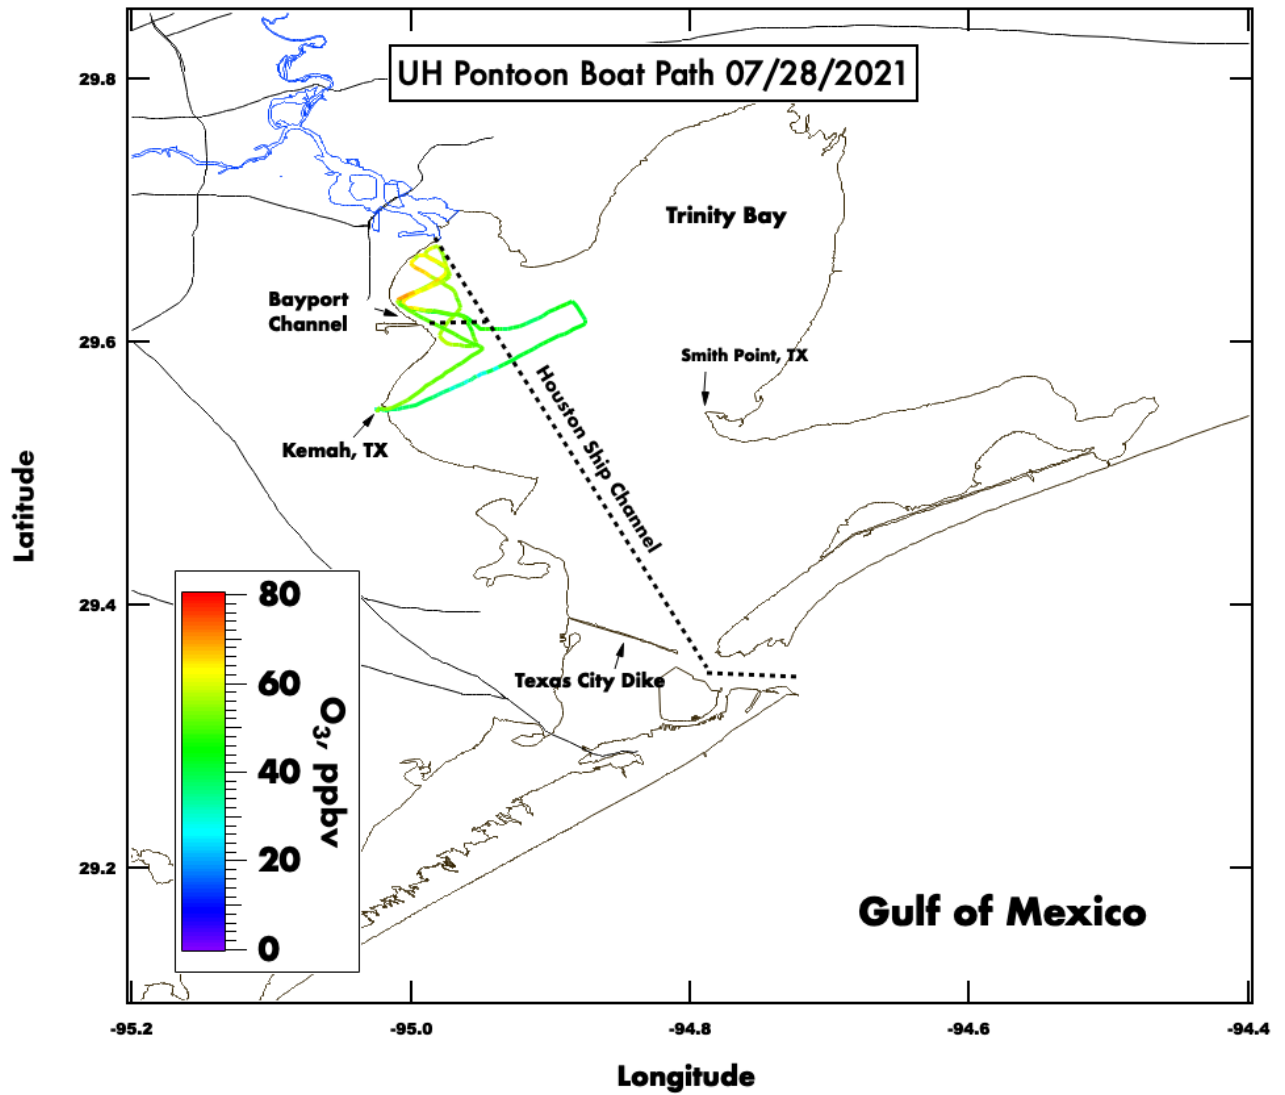 UH Pontoon Boat Path 07/28/2021
29.8
Trinity Bay
Bayport
Channel
29.6
Smith Point, TX
Houston Ship Channel
Kemah, TX
Latitude
80
29.4
60
Texas City Dike
O3, ppbv
40
20
29.2
Gulf of Mexico
0
-95.2
-95.0
-94.8
-94.6
-94.4
Longitude